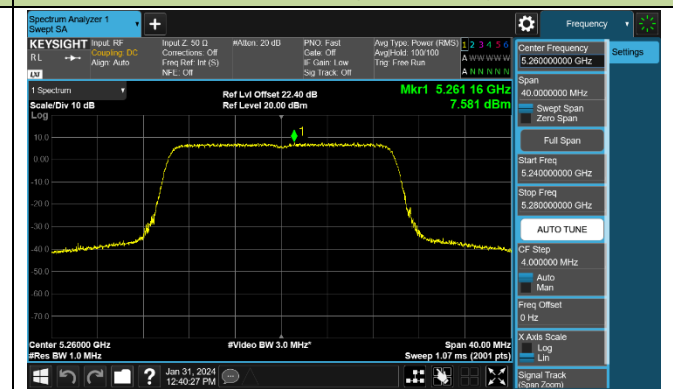 Spectrum Analyzer 1
Swept SA
+
Frequency
KEYSIGHT
RL
LXI
Input: RF
Coupling: DC
Align: Auto
Input Z: 50 Ω
Corrections: Off
Freq Ref: Int (S)
NFE: Off
#Atten: 20 dB
PNO: Fast
Gate: Off
IF Gain: Low
Sig Track: Off
Avg Type: Power (RMS)
Avg|Hold: 100/100
Trig: Free Run
1 2 3 4 5 6
A W W W W W
A N N N N N
1 Spectrum
Scale/Div 10 dB
Log
Ref Lvl Offset 22.40 dB
Ref Level 20.00 dBm
Mkr1 5.261 16 GHz
7.581 dBm
1
10.0
0.00
-10.0
-20.0
-30.0
-40.0
-50.0
-60.0
-70.0
Center 5.26000 GHz
#Res BW 1.0 MHz
#Video BW 3.0 MHz*
Span 40.00 MHz
Sweep 1.07 ms (2001 pts)
Center Frequency
5.260000000 GHz
Settings
Span
40.0000000 MHz
Swept Span
Zero Span
Full Span
Start Freq
5.240000000 GHz
Stop Freq
5.280000000 GHz
AUTO TUNE
CF Step
4.000000 MHz
Auto
Man
Freq Offset
0 Hz
X Axis Scale
Log
Lin
Signal Track
(Span Zoom)
?
Jan 31, 2024
12:40:27 PM